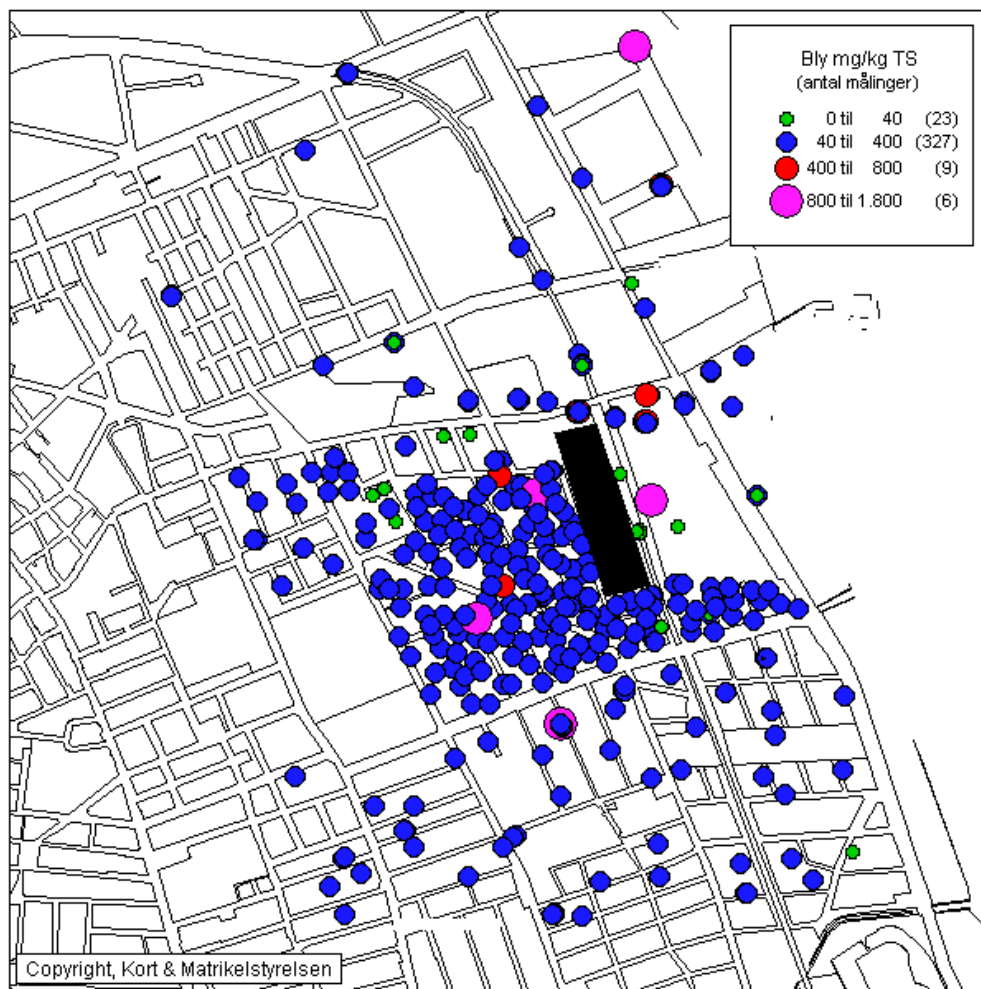 Bly mg/kg TS
(antal målinger)
0 til 40 (23)
40 til 400 (327)
400 til 800 (9)
800 til 1.800 (6)
Copyright, Kort & Matrikelstyrelsen